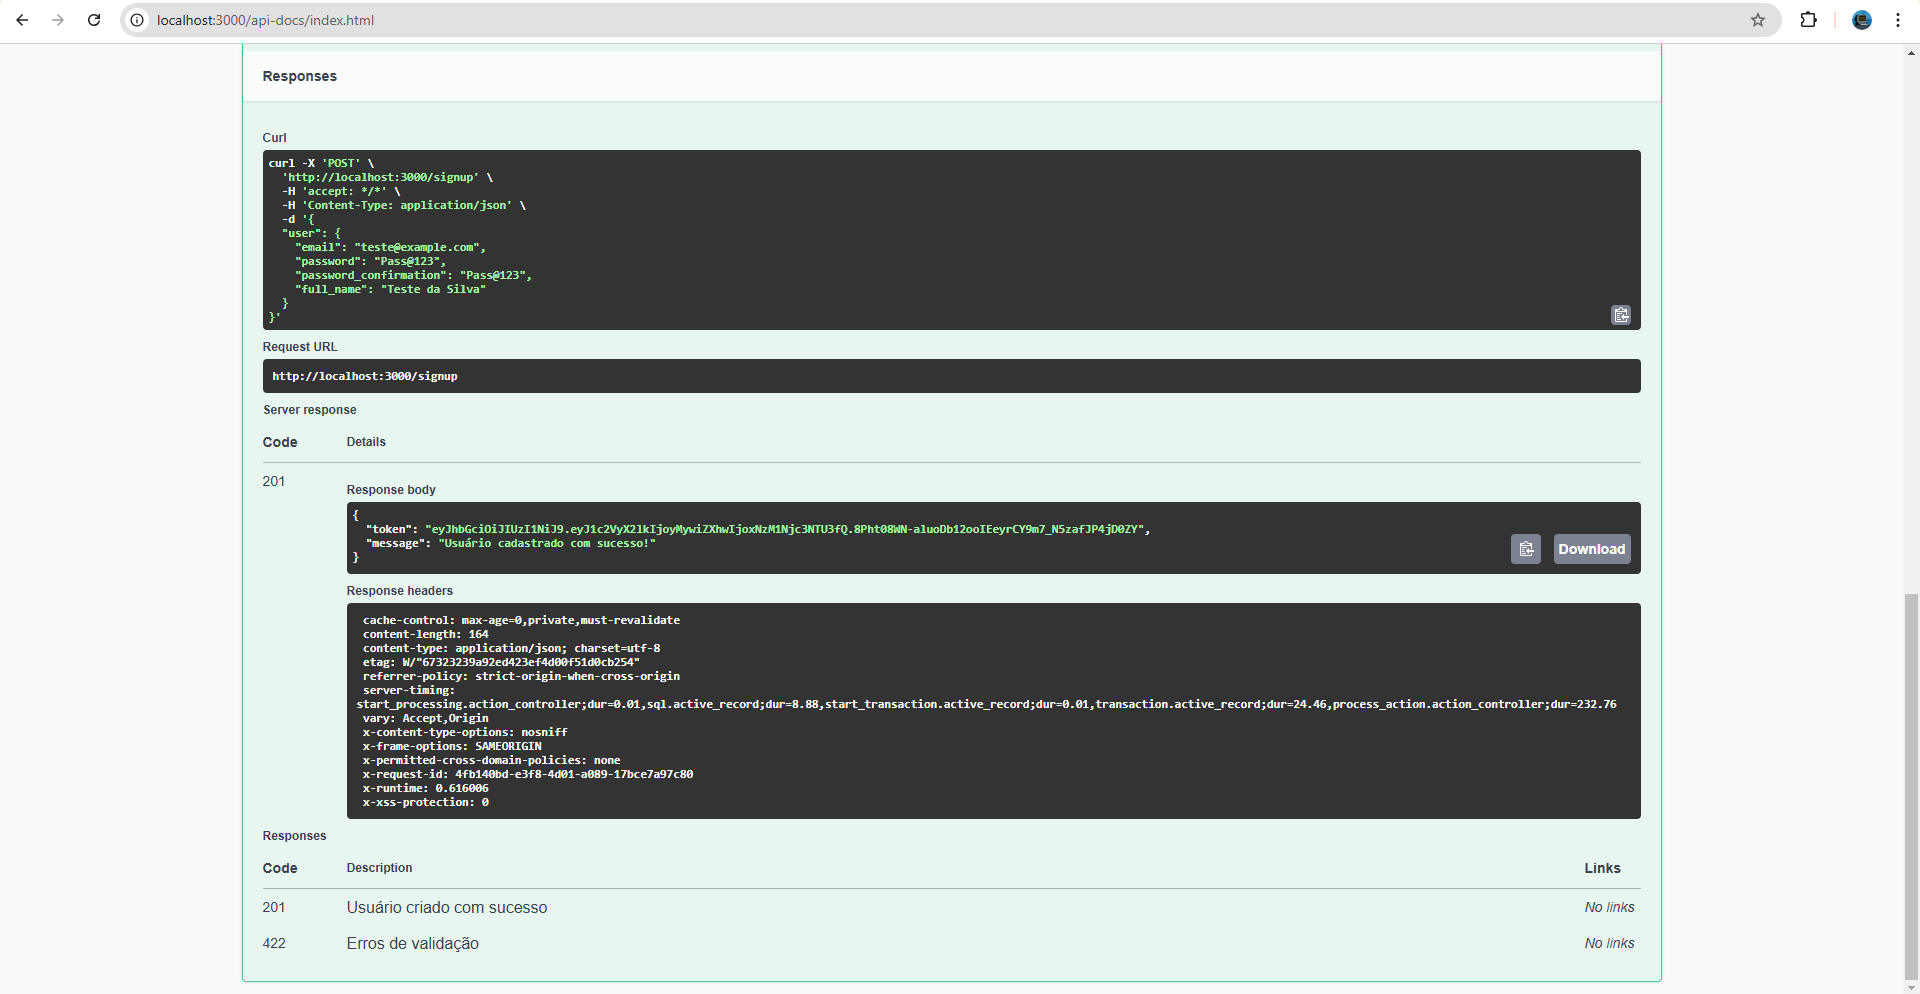 localhost:3000/api-docs/index.html
Responses
Curl
curl -X 'POST' \
'http://localhost:3000/signup' \
-H 'accept: */*' \
-H 'Content-Type: application/json' \
-d '{
"user": {
"email": "teste@example.com",
"password": "Pass@123",
"password_confirmation": "Pass@123",
"full_name": "Teste da Silva"
}
}'
Request URL
http://localhost:3000/signup
Server response
Code Details
201
Response body
{
"token": "eyJhbGciOiJIUzI1NiJ9.eyJ1c2VyX2lkIjoyMywiZXhwIjoxNzM1Njc3NTU3fQ.8Pht08WN-aluoDb12ooIEeyrCY9m7_N5zafJP4jD0ZY",
"message": "Usuário cadastrado com sucesso!"
}
Download
Response headers
cache-control: max-age=0,private,must-revalidate
content-length: 164
content-type: application/json; charset=utf-8
etag: W/"67323239a92ed423ef4d00f51d0cb254"
referrer-policy: strict-origin-when-cross-origin
server-timing:
start_processing.action_controller;dur=0.01,sql.active_record;dur=8.88,start_transaction.active_record;dur=0.01,transaction.active_record;dur=24.46,process_action.action_controller;dur=232.76
vary: Accept,Origin
x-content-type-options: nosniff
x-frame-options: SAMEORIGIN
x-permitted-cross-domain-policies: none
x-request-id: 4fb140bd-e3f8-4d01-a089-17bce7a97c80
x-runtime: 0.616006
x-xss-protection: 0
Responses
Code Description Links
201 Usuário criado com sucesso No links
422 Erros de validação No links